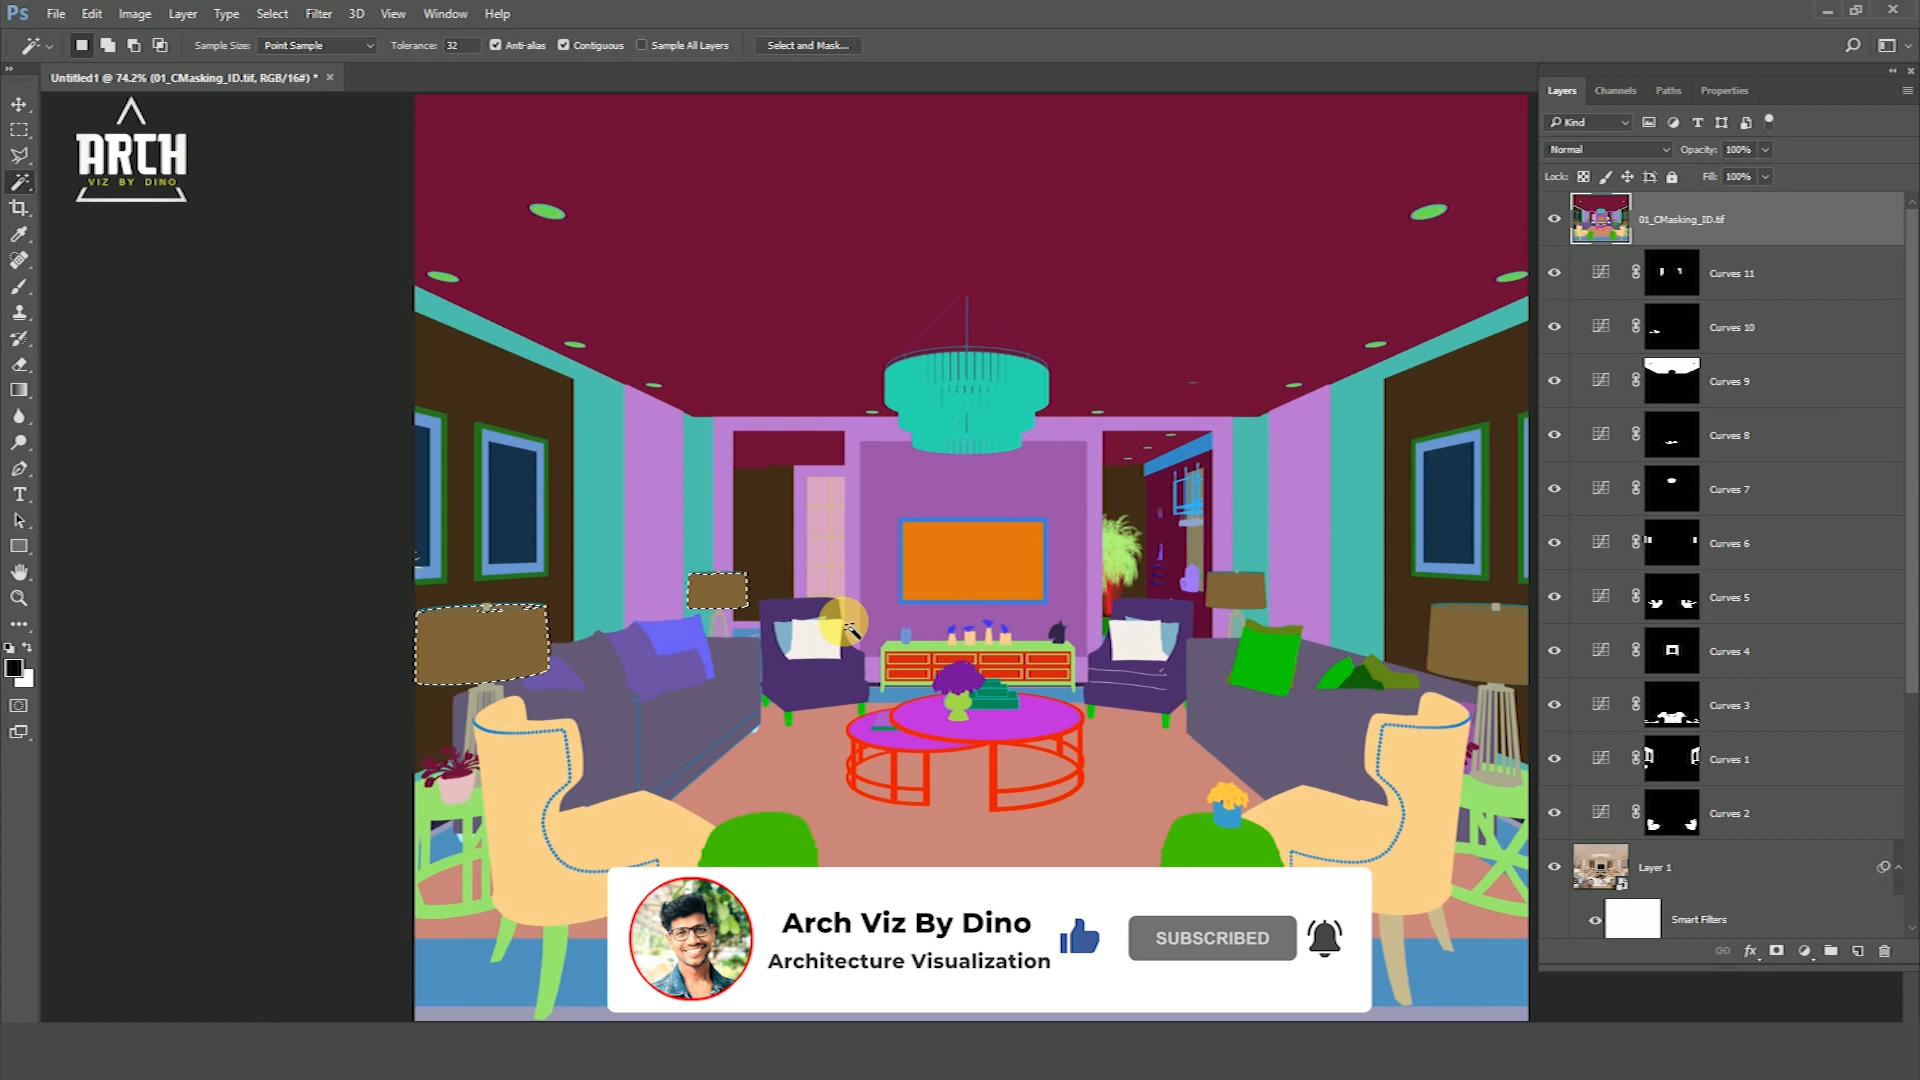 Ps File Edit Image Layer Type Select Filter 3D View Window Help
Sample Size: Point Sample Tolerance: 32 Anti-alias Contiguous Sample All Layers Select and Mask...
Untitled1 @ 74.2% (01_CMasking_ID.tif, RGB/16#) * ×
ARCH
VIZ BY DINO
Layers Channels Paths Properties
Kind
Normal Opacity: 100%
Lock: Fill: 100%
01_CMasking_ID.tif
Curves 11
Curves 10
Curves 9
Curves 8
Curves 7
Curves 6
Curves 5
Curves 4
Curves 3
Curves 1
Curves 2
Layer 1
Smart Filters
fx
Arch Viz By Dino
Architecture Visualization
SUBSCRIBED